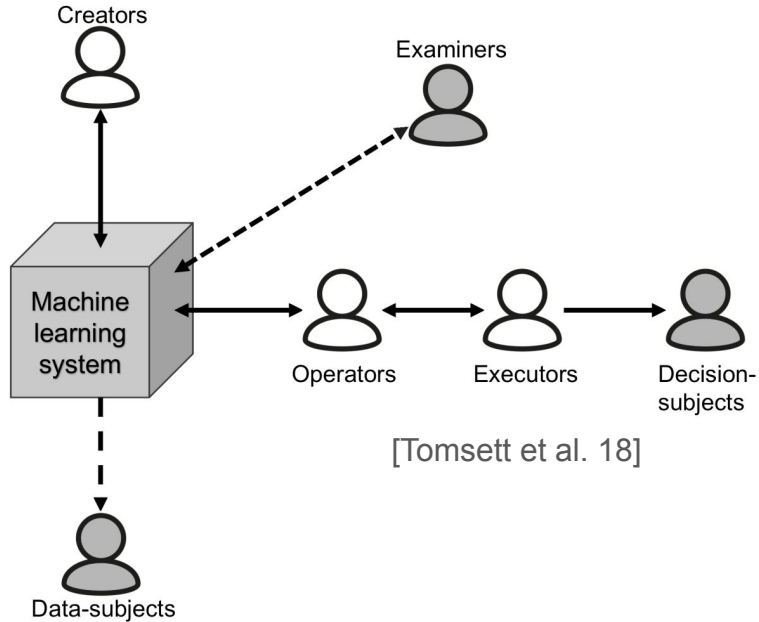 Creators
Examiners
Machine
learning
system
Operators
Executors
Decision-
subjects
[Tomsett et al. 18]
Data-subjects